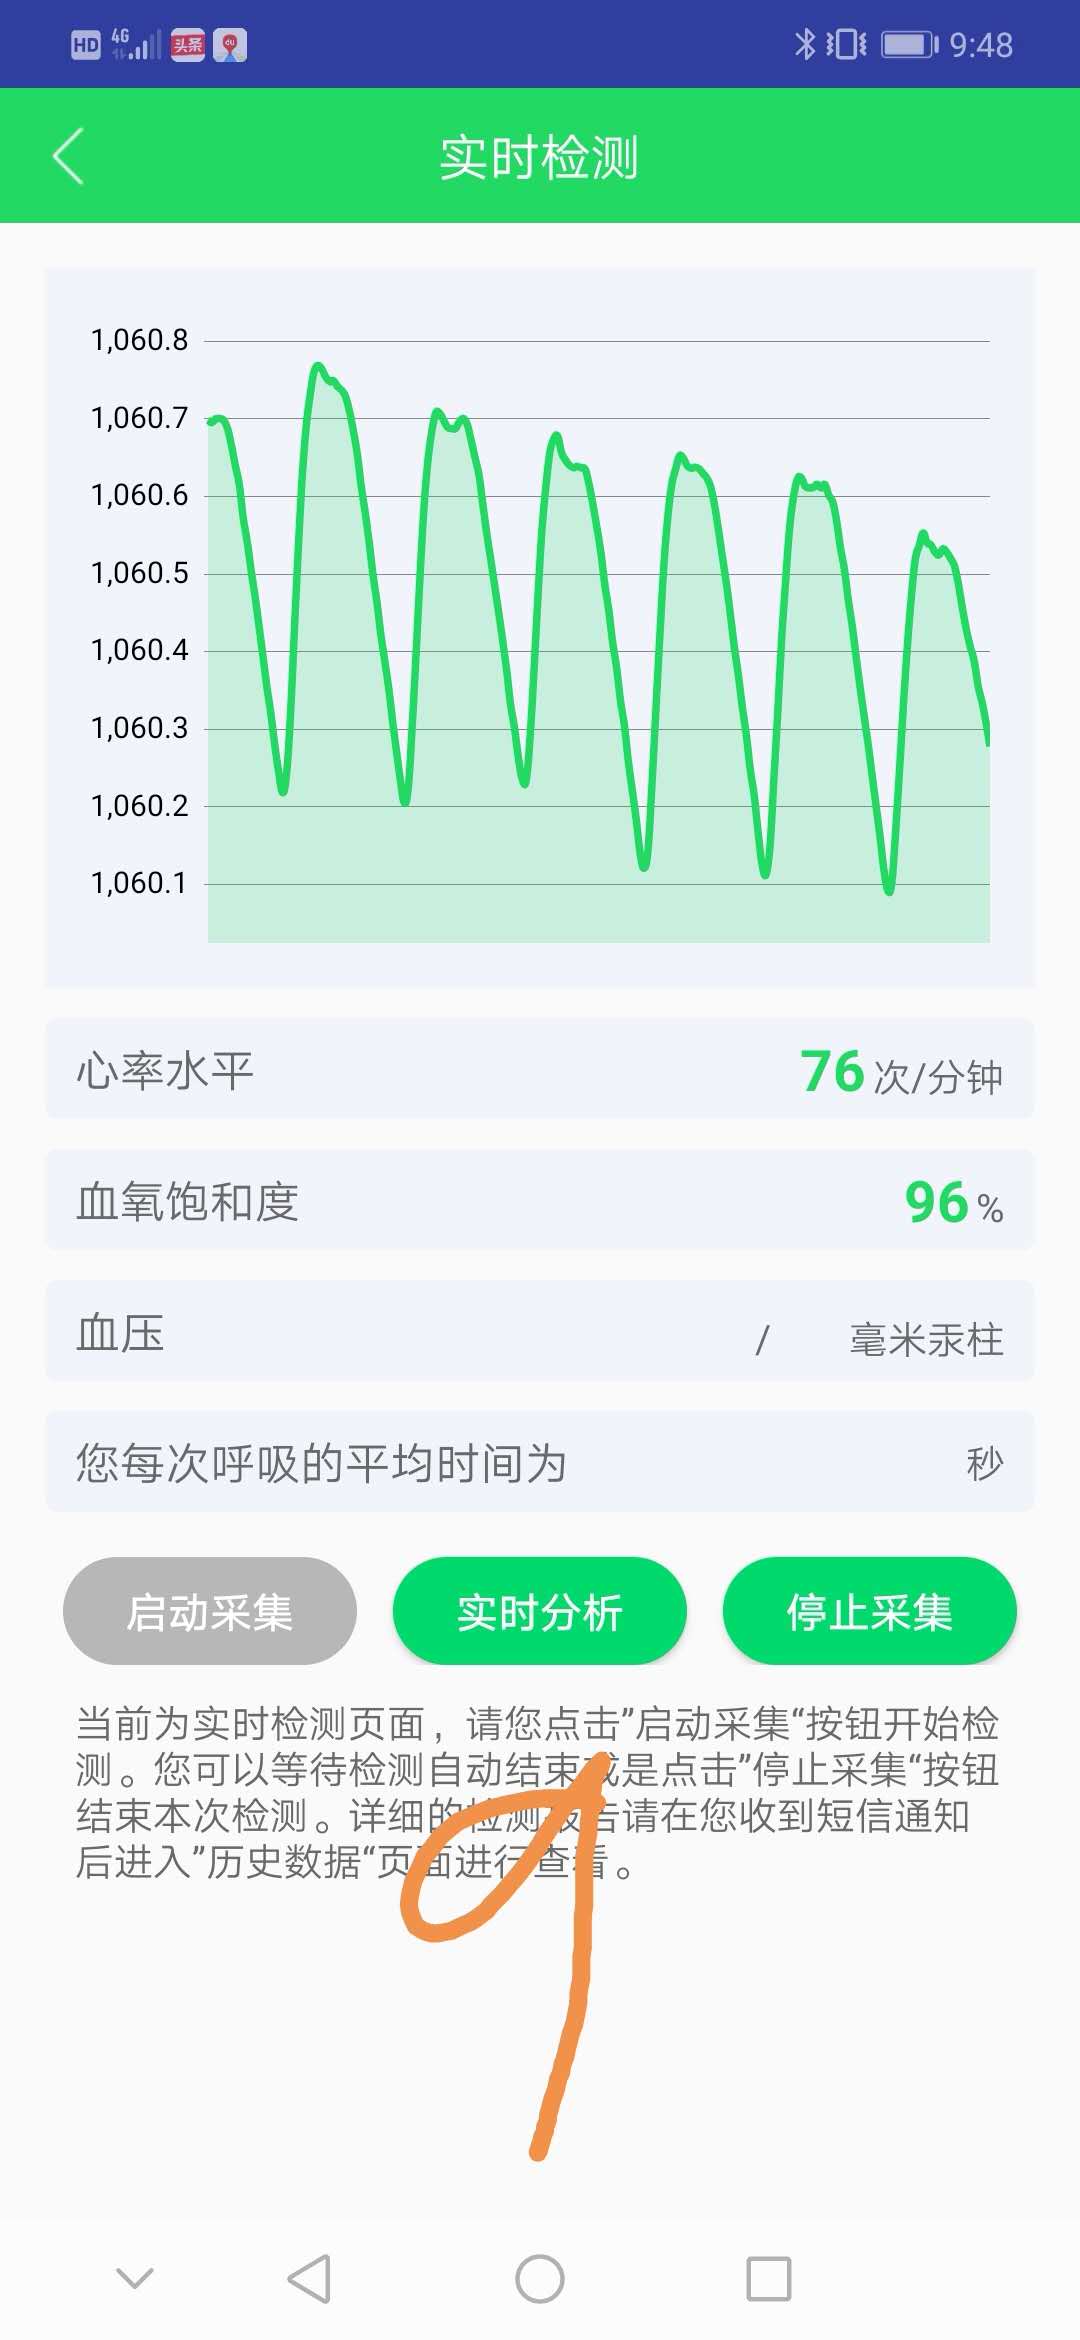 HD 4G 头条 du 9:48
实时检测
1,060.8
1,060.7
1,060.6
1,060.5
1,060.4
1,060.3
1,060.2
1,060.1
心率水平 76 次/分钟
血氧饱和度 96 %
血压 / 毫米汞柱
您每次呼吸的平均时间为 秒
启动采集 实时分析 停止采集
当前为实时检测页面，请您点击”启动采集“按钮开始检
测。您可以等待检测自动结束或是点击”停止采集“按钮
结束本次检测。详细的检测报告请在您收到短信通知
后进入”历史数据“页面进行查看。
9